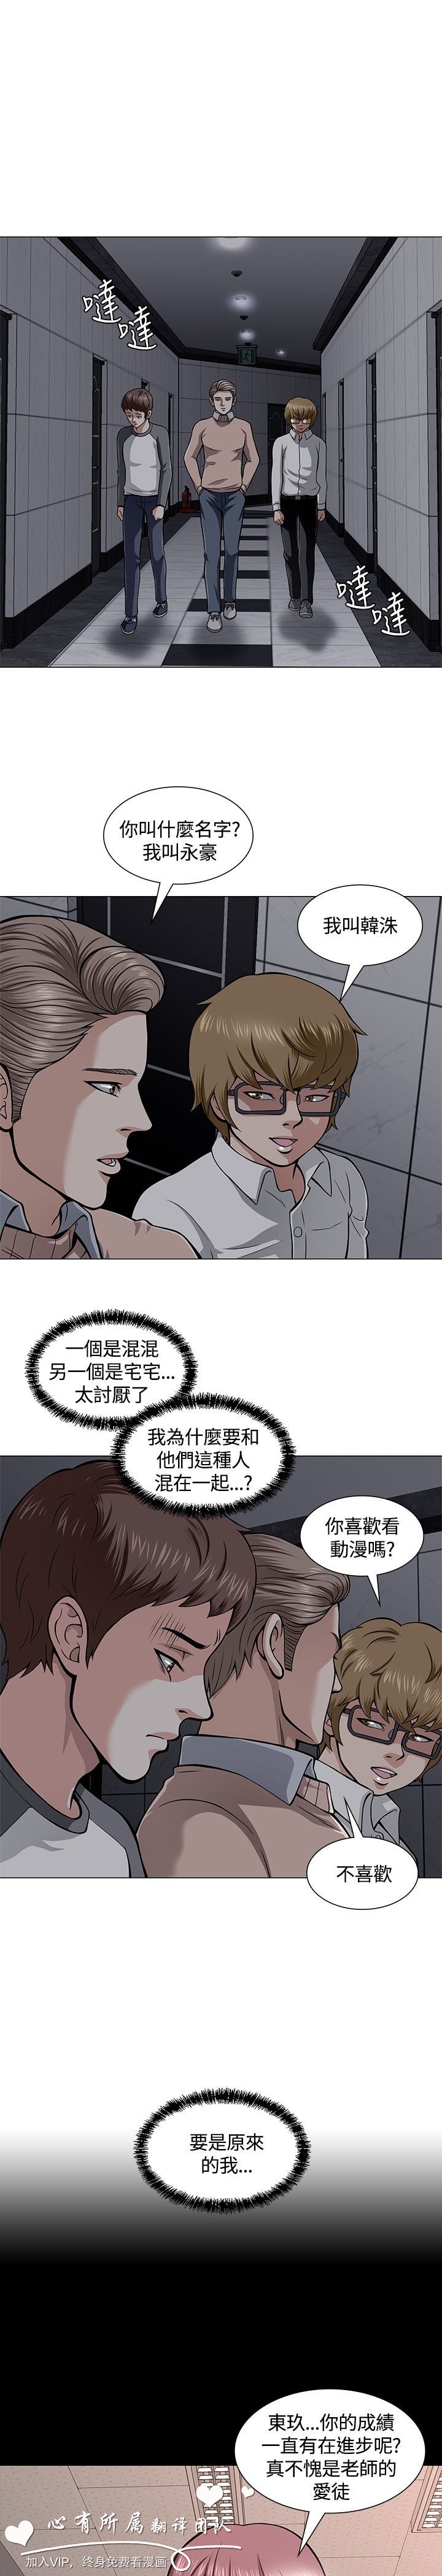 噠
噠
噠
噠
你叫什麼名字?
我叫永豪
我叫韓洙
一個是混混
另一個是宅宅...
太討厭了
我為什麼要和
他們這種人
混在一起...?
你喜歡看
動漫嗎?
不喜歡
要是原來
的我...
東玖...你的成績
一直有在進步呢?
真不愧是老師的
愛徒
心有所属翻译团队
加入VIP，终身免费看漫画